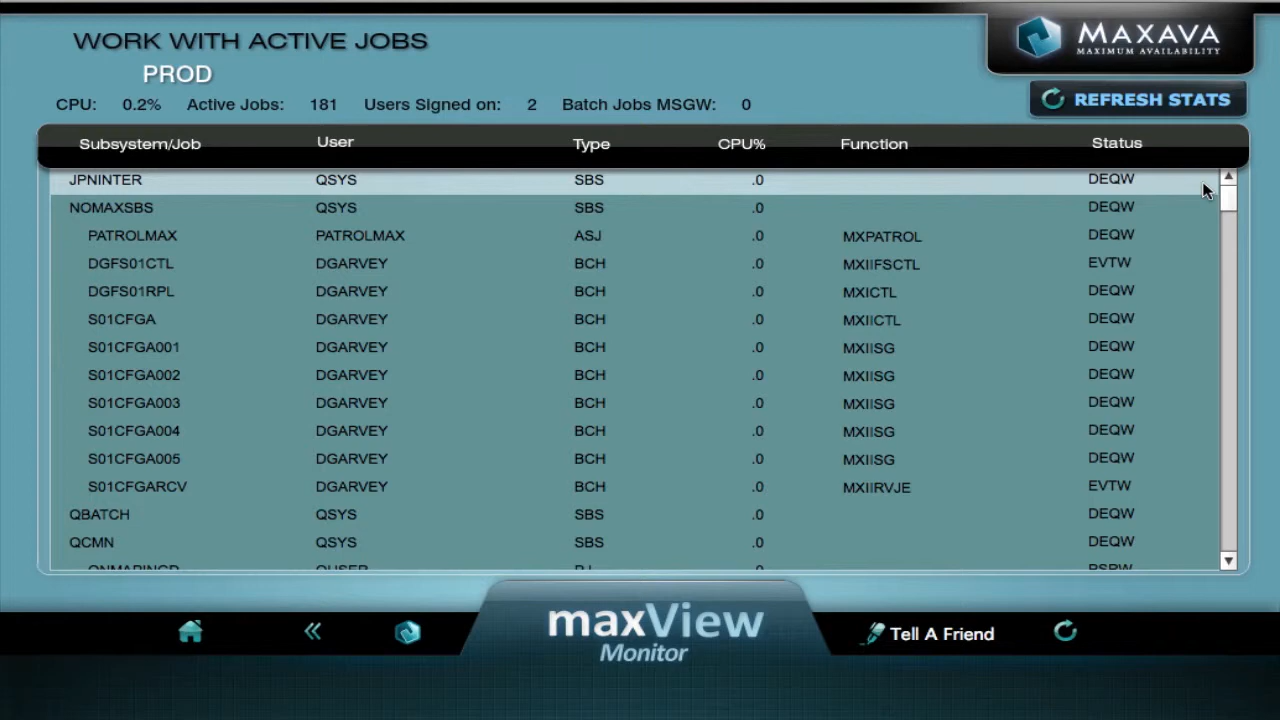 WORK WITH ACTIVE JOBS
MAXAVA
MAXIMUM AVAILABILITY
PROD
CPU: 0.2% Active Jobs: 181 Users Signed on: 2 Batch Jobs MSGW: 0
REFRESH STATS
Subsystem/Job User Type CPU% Function Status
JPNINTER QSYS SBS .0 DEQW
NOMAXSBS QSYS SBS .0 DEQW
PATROLMAX PATROLMAX ASJ .0 MXPATROL DEQW
DGFS01CTL DGARVEY BCH .0 MXIIFSCTL EVTW
DGFS01RPL DGARVEY BCH .0 MXICTL DEQW
S01CFGA DGARVEY BCH .0 MXIICTL DEQW
S01CFGA001 DGARVEY BCH .0 MXIISG DEQW
S01CFGA002 DGARVEY BCH .0 MXIISG DEQW
S01CFGA003 DGARVEY BCH .0 MXIISG DEQW
S01CFGA004 DGARVEY BCH .0 MXIISG DEQW
S01CFGA005 DGARVEY BCH .0 MXIISG DEQW
S01CFGARCV DGARVEY BCH .0 MXIIRVJE EVTW
QBATCH QSYS SBS .0 DEQW
QCMN QSYS SBS .0 DEQW
maxView
Monitor
Tell A Friend